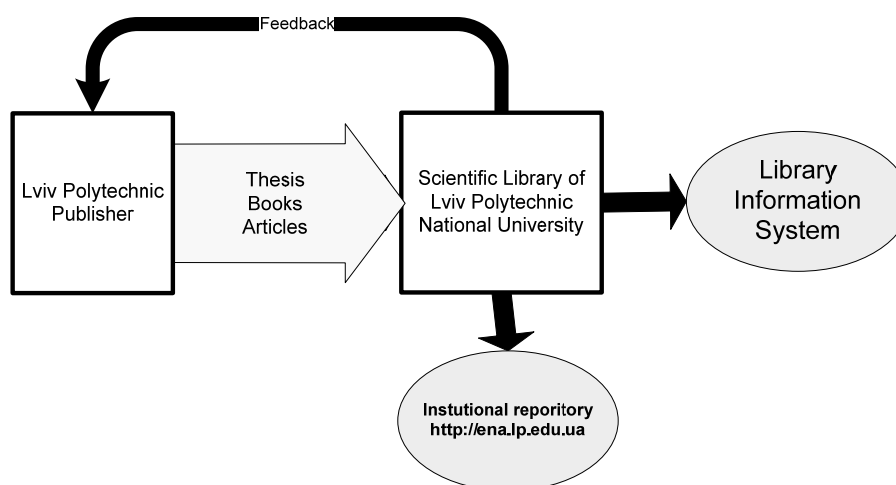 Feedback
Lviv Polytechnic
Publisher
Thesis
Books
Articles
Scientific Library of
Lviv Polytechnic
National University
Library
Information
System
Instutional reporitory
http://ena.lp.edu.ua